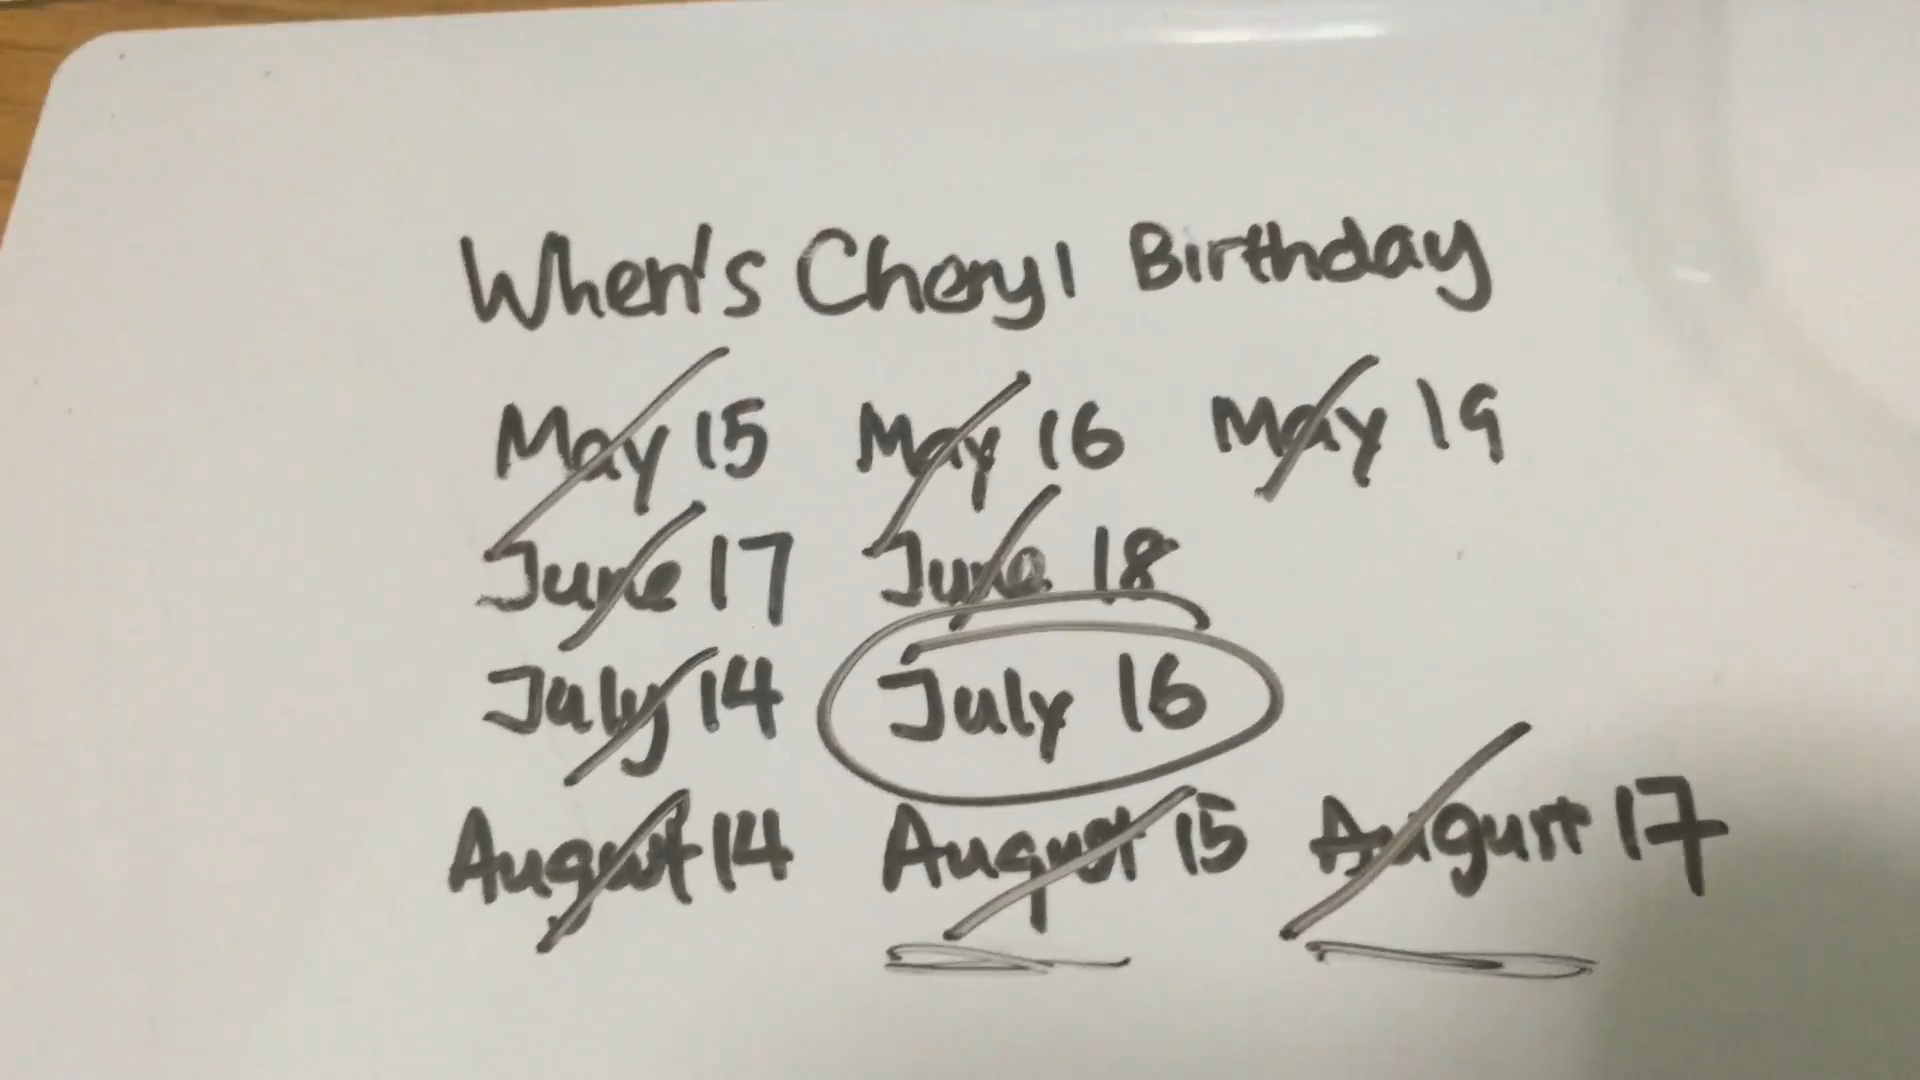 When's Cheryl Birthday
May 15 May 16 May 19
June 17 June 18
July 14 July 16
August 14 August 15 August 17